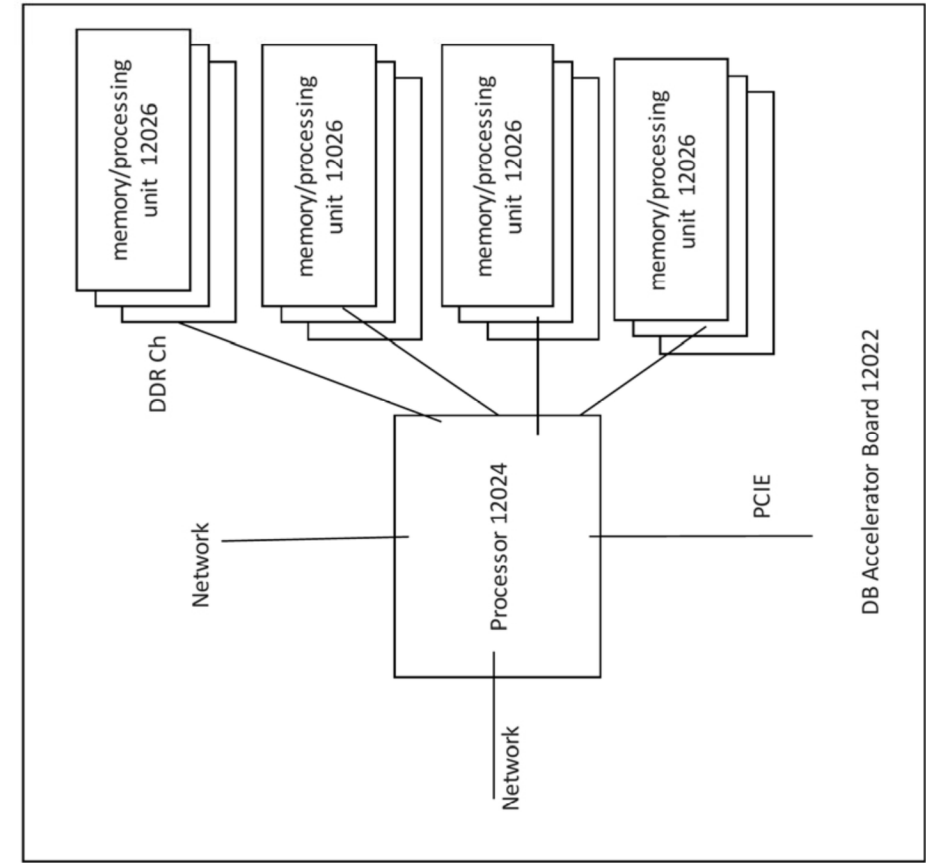 memory/processing
unit 12026
memory/processing
unit 12026
memory/processing
unit 12026
memory/processing
unit 12026
DDR Ch
Network
Processor 12024
PCIE
Network
DB Accelerator Board 12022